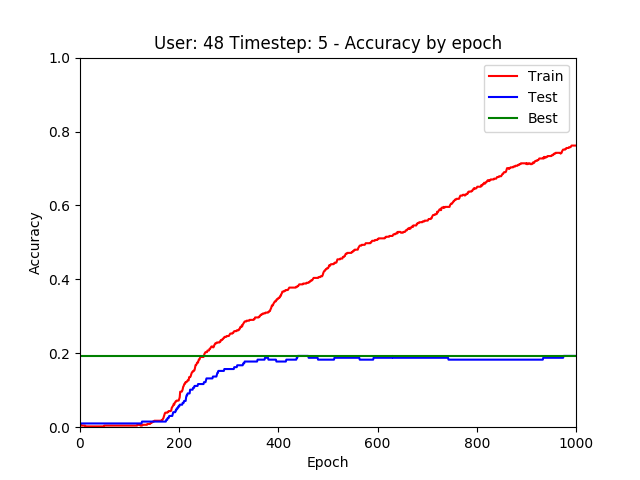 User: 48 Timestep: 5 - Accuracy by epoch
1.0
0.8
0.6
0.4
0.2
0.0
Accuracy
Train
Test
Best
0 200 400 600 800 1000
Epoch